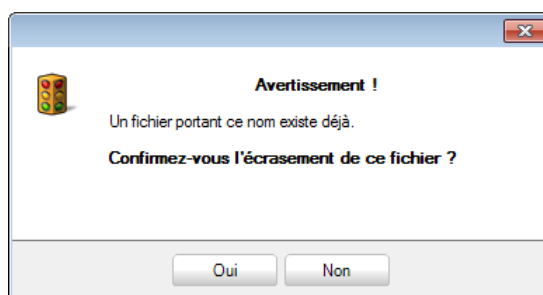 Avertissement !
Un fichier portant ce nom existe déjà.
Confirmez-vous l'écrasement de ce fichier ?
Oui
Non